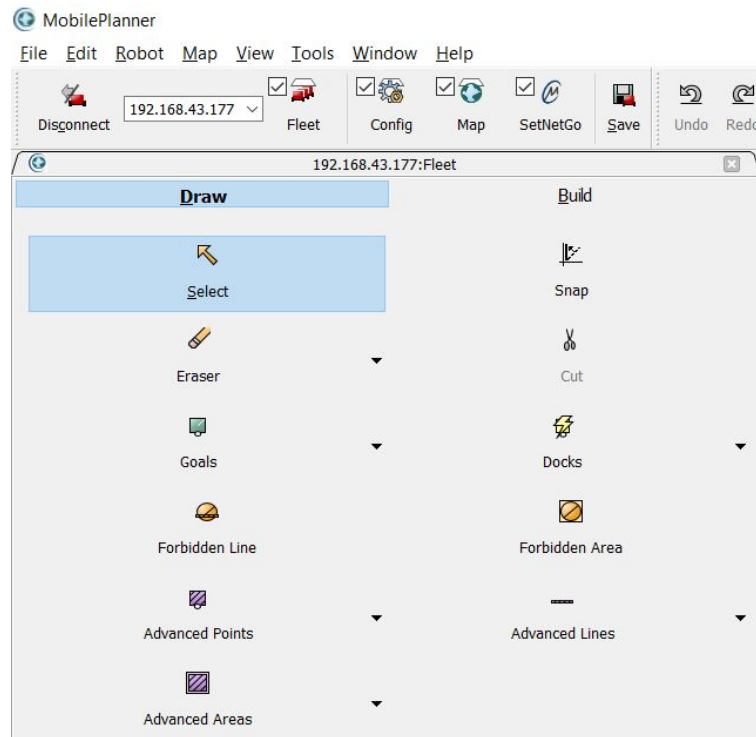 MobilePlanner
File Edit Robot Map View Tools Window Help
Disconnect 192.168.43.177 Fleet Config Map SetNetGo Save Undo Redo
192.168.43.177:Fleet
Draw Build
Select Snap
Eraser Cut
Goals Docks
Forbidden Line Forbidden Area
Advanced Points Advanced Lines
Advanced Areas